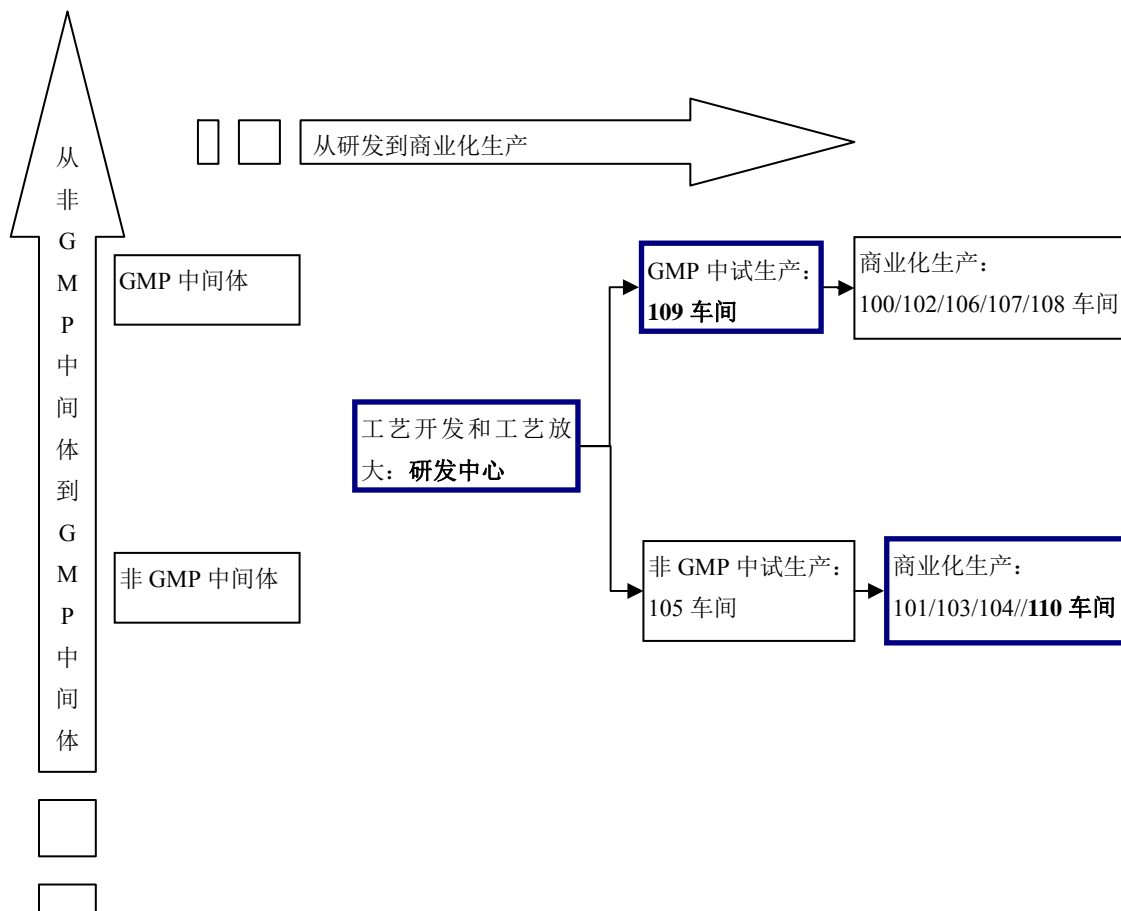 从研发到商业化生产
从
非
G
M
P
中
间
体
到
G
M
P
中
间
体
GMP 中间体
GMP 中试生产：
109 车间
商业化生产：
100/102/106/107/108 车间
工艺开发和工艺放
大：研发中心
非 GMP 中间体
非 GMP 中试生产：
105 车间
商业化生产：
101/103/104//110 车间